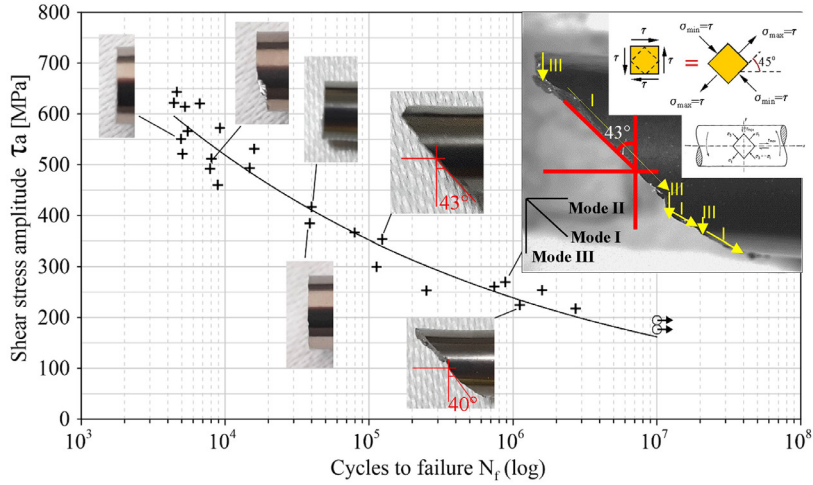 Shear stress amplitude τa [MPa]
800
700
600
500
400
300
200
100
0
10³
10⁴
10⁵
10⁶
10⁷
10⁸
Cycles to failure Nf (log)
43°
40°
III
I
43°
III
I
III
I
Mode II
Mode I
Mode III
τ
τ
τ
τ
=
σmin=τ
σmax=τ
45°
σmax=τ
σmin=τ